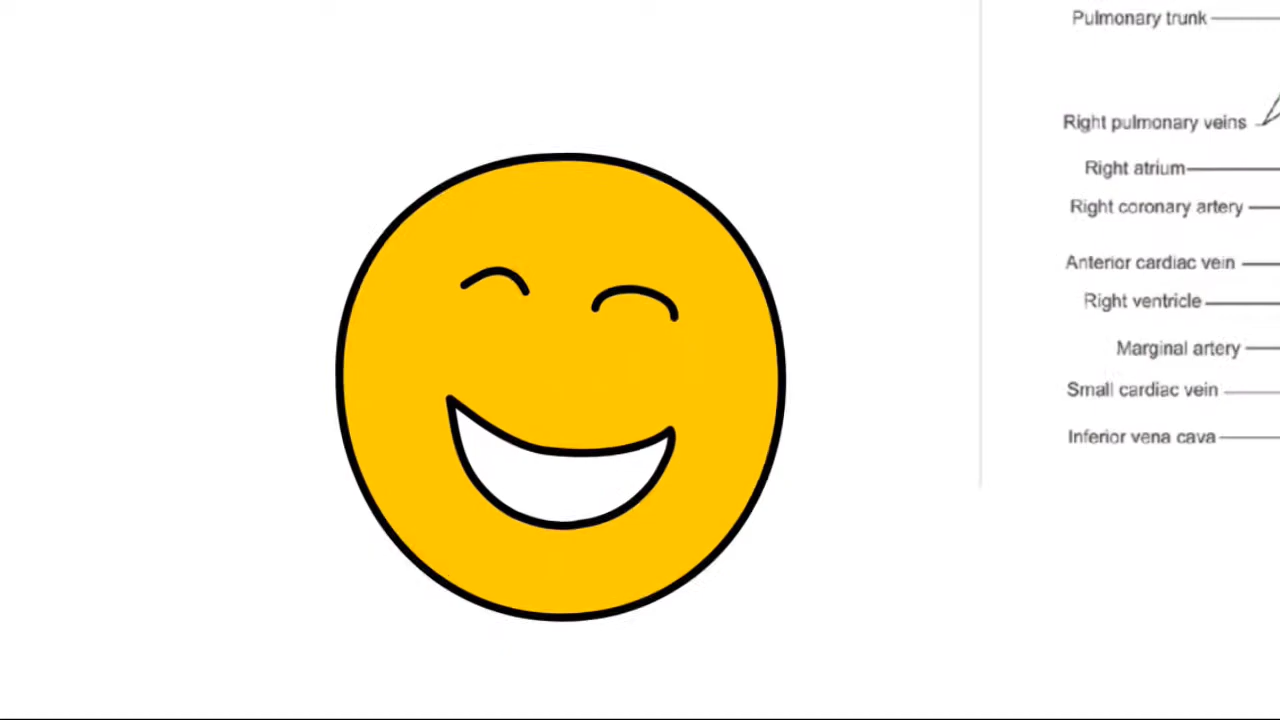 Pulmonary trunk
Right pulmonary veins
Right atrium
Right coronary artery
Anterior cardiac vein
Right ventricle
Marginal artery
Small cardiac vein
Inferior vena cava